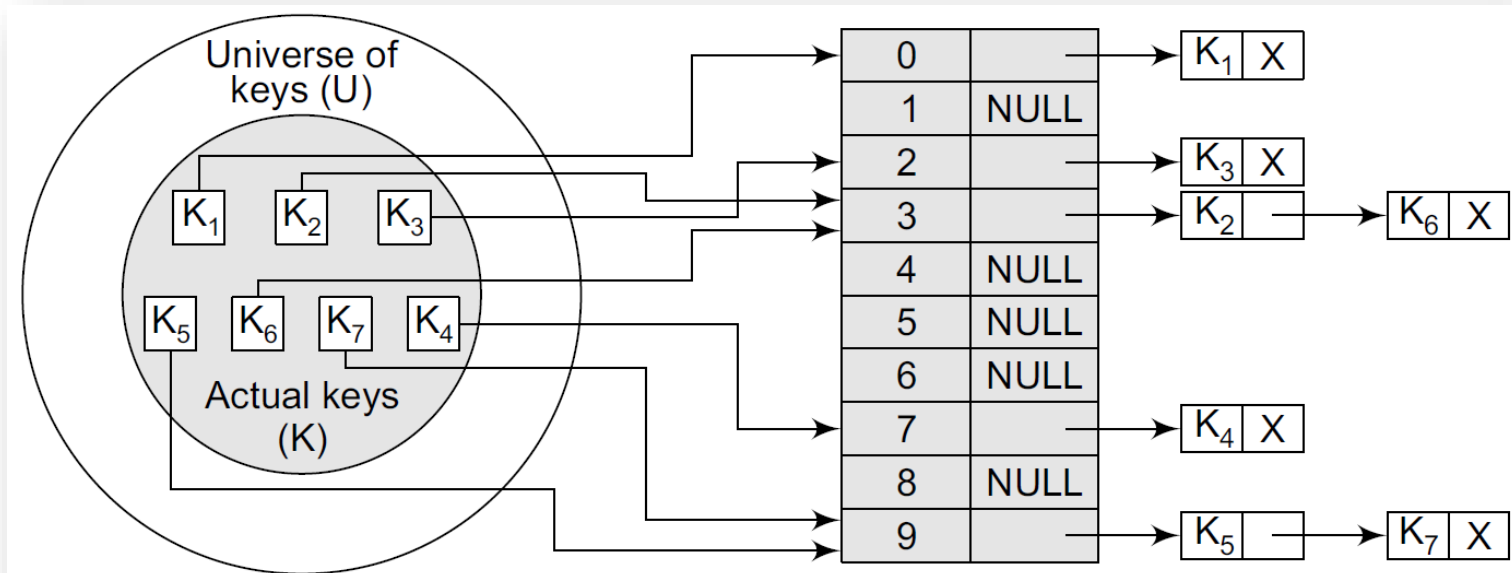 Universe of
keys (U)
K₁ K₂ K₃
K₅ K₆ K₇ K₄
Actual keys
(K)
0 K₁ X
1 NULL
2 K₃ X
3 K₂ K₆ X
4 NULL
5 NULL
6 NULL
7 K₄ X
8 NULL
9 K₅ K₇ X